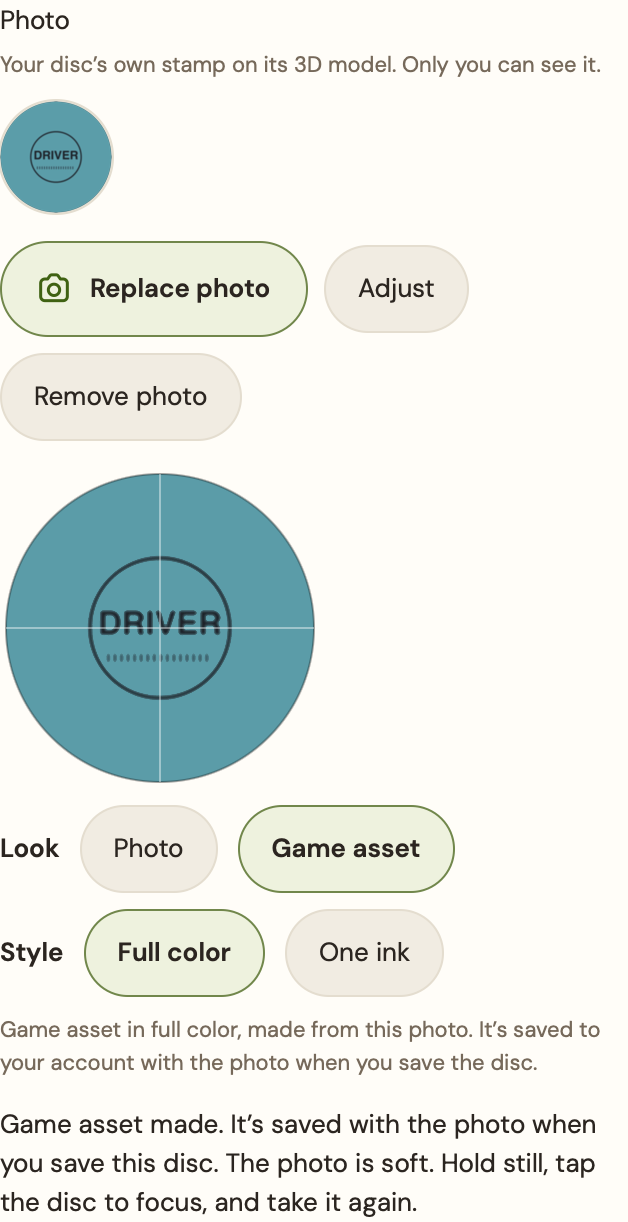 Photo
Your disc’s own stamp on its 3D model. Only you can see it.
DRIVER
Replace photo
Adjust
Remove photo
DRIVER
Look
Photo
Game asset
Style
Full color
One ink
Game asset in full color, made from this photo. It’s saved to
your account with the photo when you save the disc.
Game asset made. It’s saved with the photo when
you save this disc. The photo is soft. Hold still, tap
the disc to focus, and take it again.